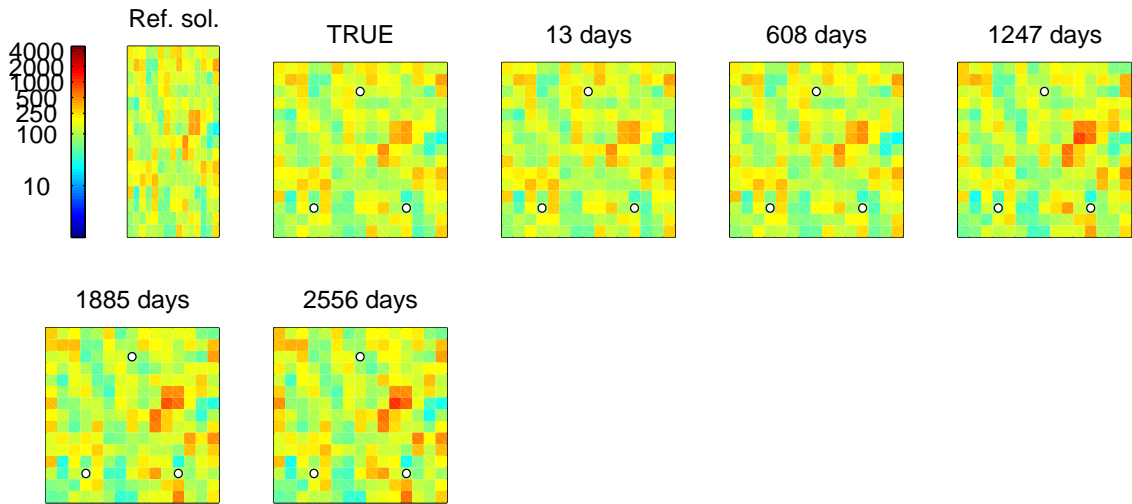 Ref. sol.
TRUE
13 days
608 days
1247 days
4000
2000
1000
500
250
100
10
1885 days
2556 days